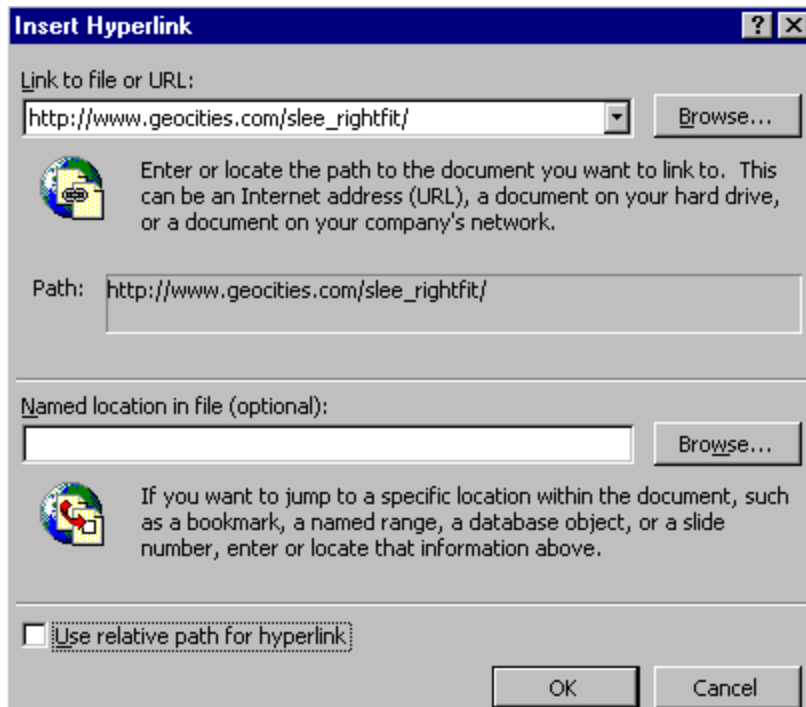 Insert Hyperlink
Link to file or URL:
http://www.geocities.com/slee_rightfit/
Browse...
Enter or locate the path to the document you want to link to. This
can be an Internet address (URL), a document on your hard drive,
or a document on your company's network.
Path: http://www.geocities.com/slee_rightfit/
Named location in file (optional):
Browse...
If you want to jump to a specific location within the document, such
as a bookmark, a named range, a database object, or a slide
number, enter or locate that information above.
Use relative path for hyperlink
OK Cancel